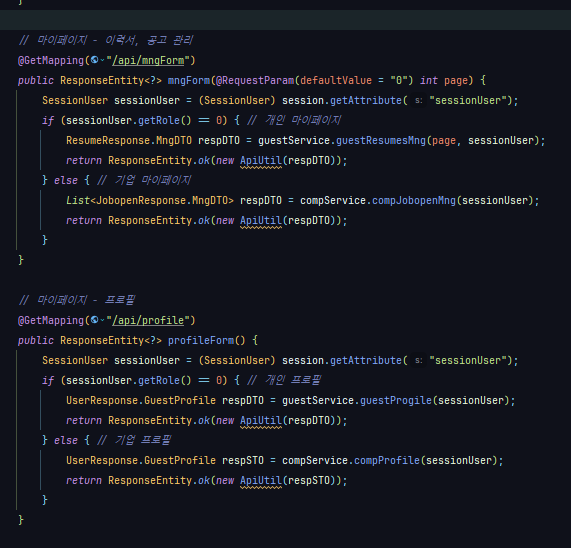 }
// 마이페이지 - 이력서, 공고 관리
@GetMapping("/api/mngForm")
public ResponseEntity<?> mngForm(@RequestParam(defaultValue = "0") int page) {
SessionUser sessionUser = (SessionUser) session.getAttribute( s: "sessionUser");
if (sessionUser.getRole() == 0) { // 개인 마이페이지
ResumeResponse.MngDTO respDTO = guestService.guestResumesMng(page, sessionUser);
return ResponseEntity.ok(new ApiUtil(respDTO));
} else { // 기업 마이페이지
List<JobopenResponse.MngDTO> respDTO = compService.compJobopenMng(sessionUser);
return ResponseEntity.ok(new ApiUtil(respDTO));
}
}
// 마이페이지 - 프로필
@GetMapping("/api/profile")
public ResponseEntity<?> profileForm() {
SessionUser sessionUser = (SessionUser) session.getAttribute( s: "sessionUser");
if (sessionUser.getRole() == 0) { // 개인 프로필
UserResponse.GuestProfile respDTO = guestService.guestProgile(sessionUser);
return ResponseEntity.ok(new ApiUtil(respDTO));
} else { // 기업 프로필
UserResponse.GuestProfile respSTO = compService.compProfile(sessionUser);
return ResponseEntity.ok(new ApiUtil(respSTO));
}
}